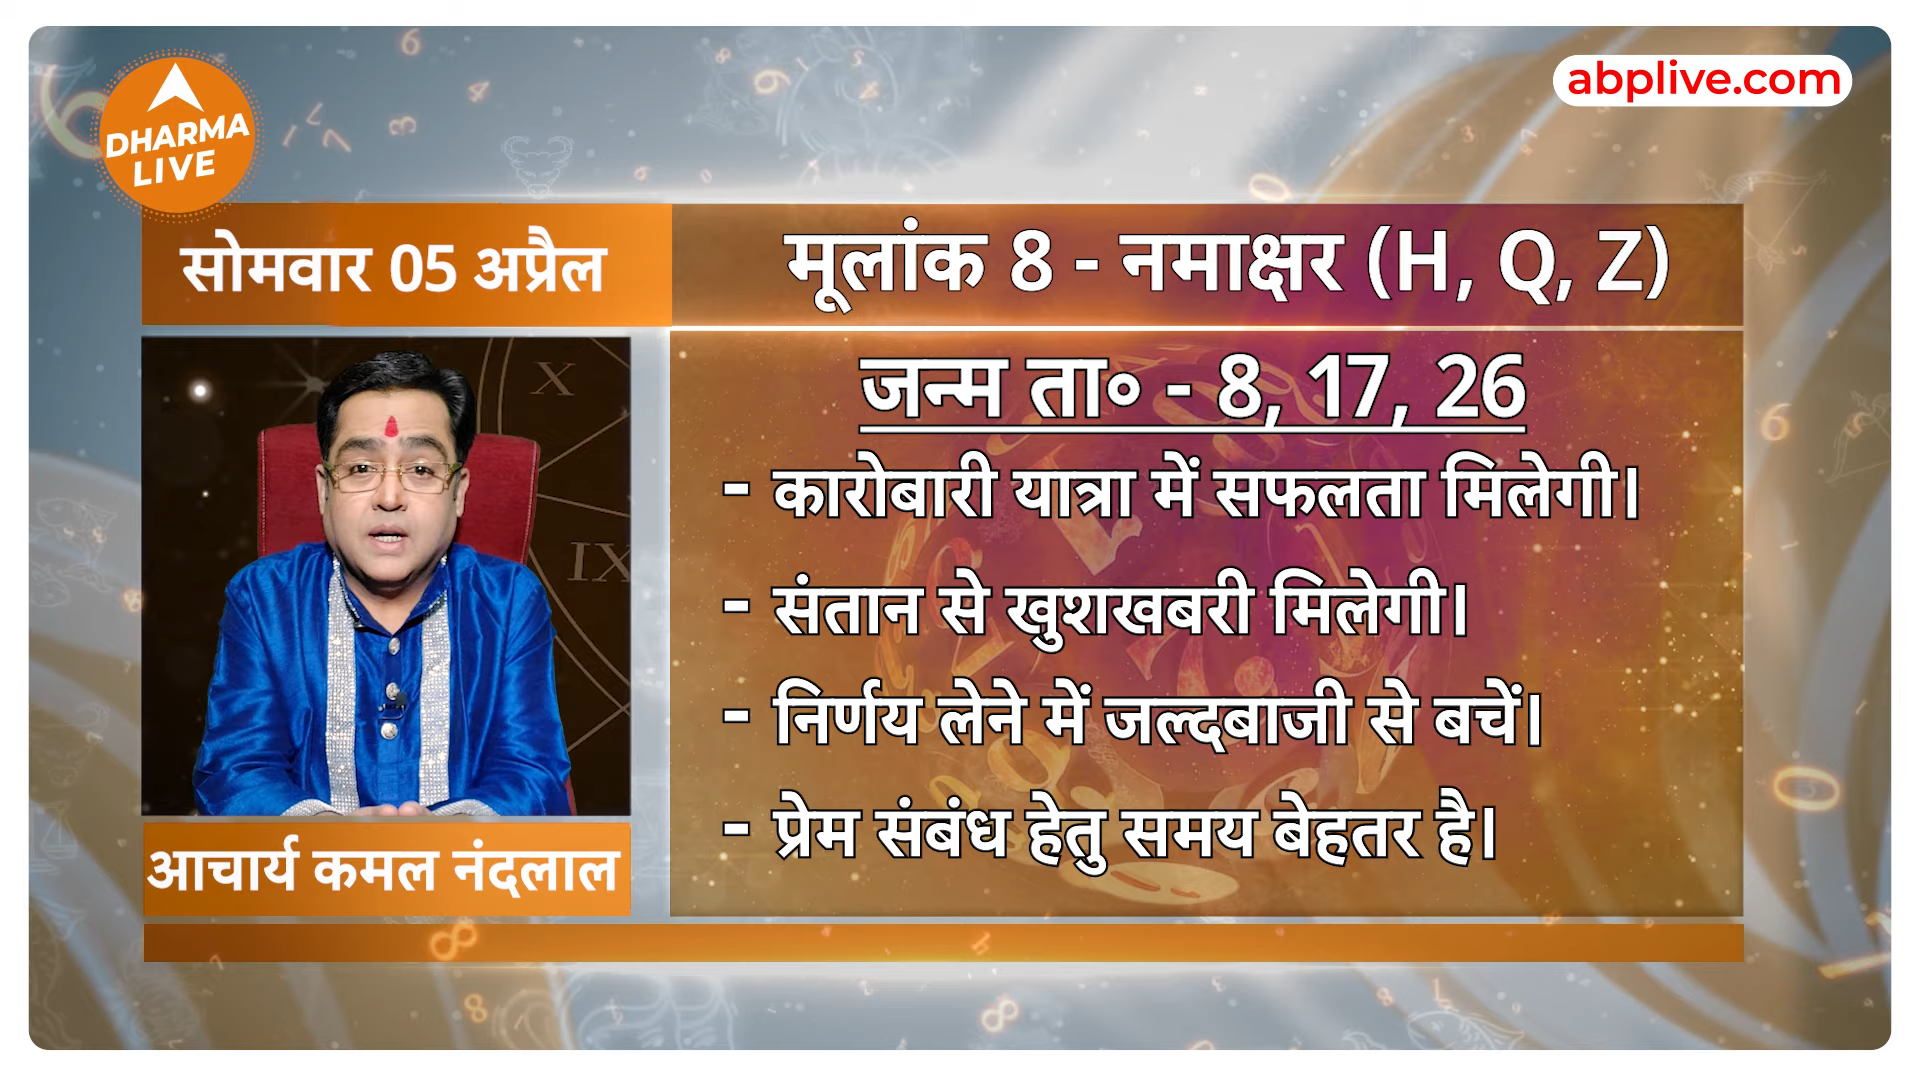 DHARMA
LIVE
abplive.com
सोमवार 05 अप्रैल
मूलांक 8 - नमाक्षर (H, Q, Z)
जन्म ता० - 8, 17, 26
- कारोबारी यात्रा में सफलता मिलेगी।
- संतान से खुशखबरी मिलेगी।
- निर्णय लेने में जल्दबाजी से बचें।
- प्रेम संबंध हेतु समय बेहतर है।
X
IX
आचार्य कमल नंदलाल